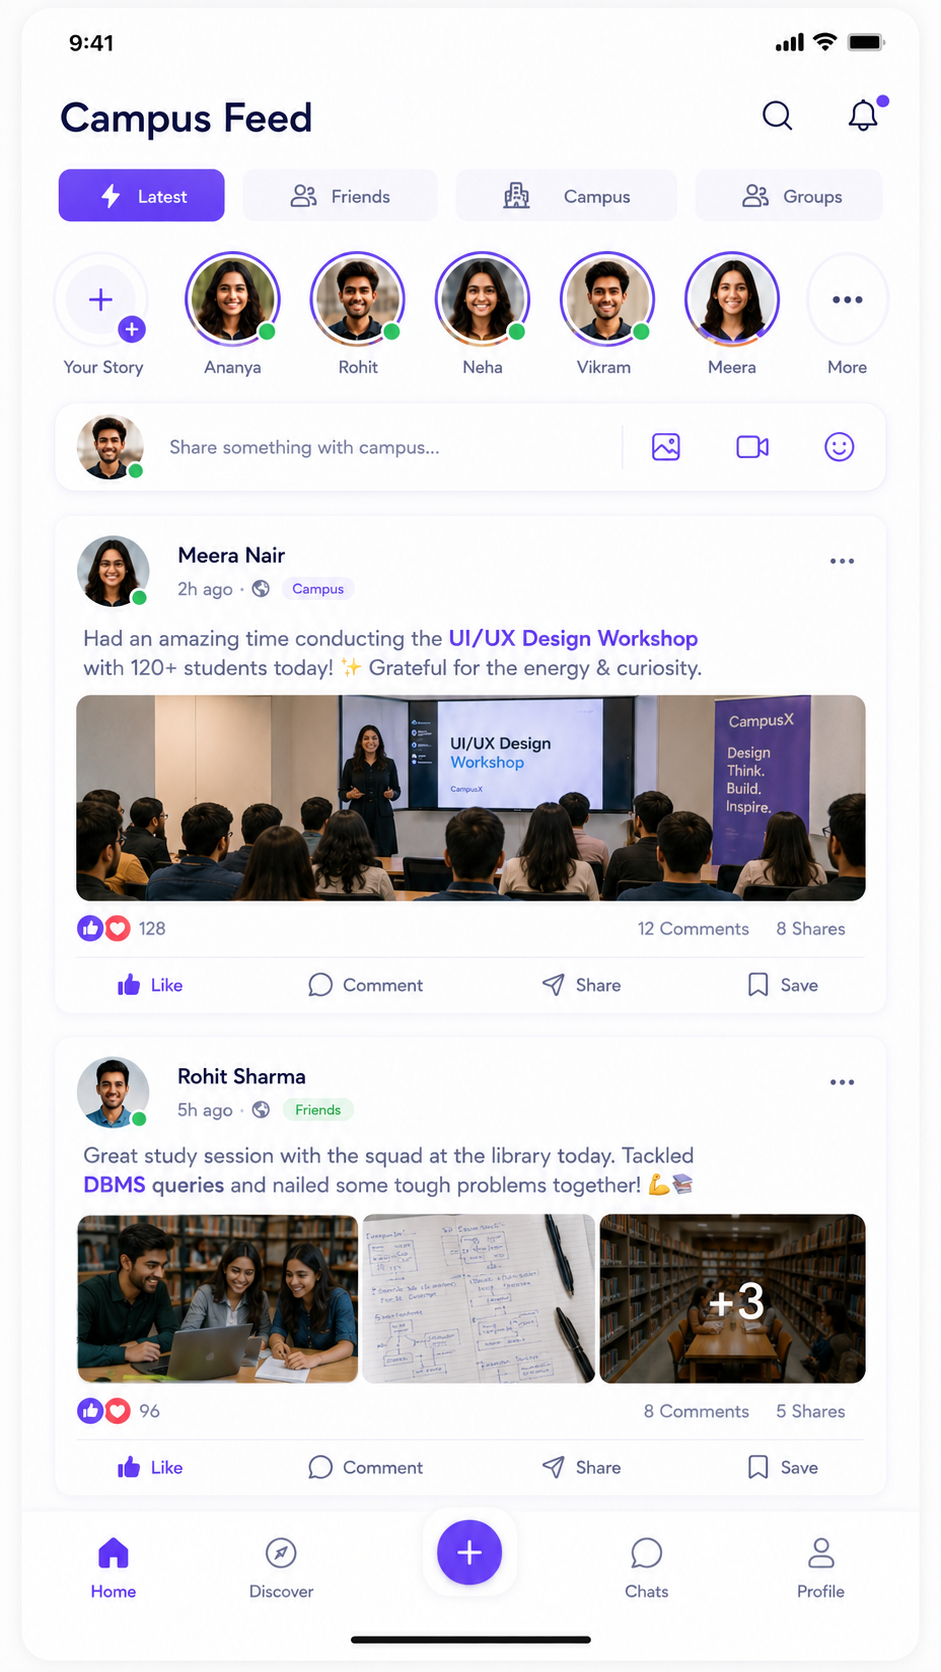 9:41
Campus Feed
Latest
Friends
Campus
Groups
Your Story
Ananya
Rohit
Neha
Vikram
Meera
More
Share something with campus...
Meera Nair
2h ago · Campus
Had an amazing time conducting the UI/UX Design Workshop
with 120+ students today! ✨ Grateful for the energy & curiosity.
UI/UX Design
Workshop
CampusX
CampusX
Design
Think.
Build.
Inspire.
128
12 Comments
8 Shares
Like
Comment
Share
Save
Rohit Sharma
5h ago · Friends
Great study session with the squad at the library today. Tackled
DBMS queries and nailed some tough problems together! 💪📚
+3
96
8 Comments
5 Shares
Like
Comment
Share
Save
Home
Discover
Chats
Profile